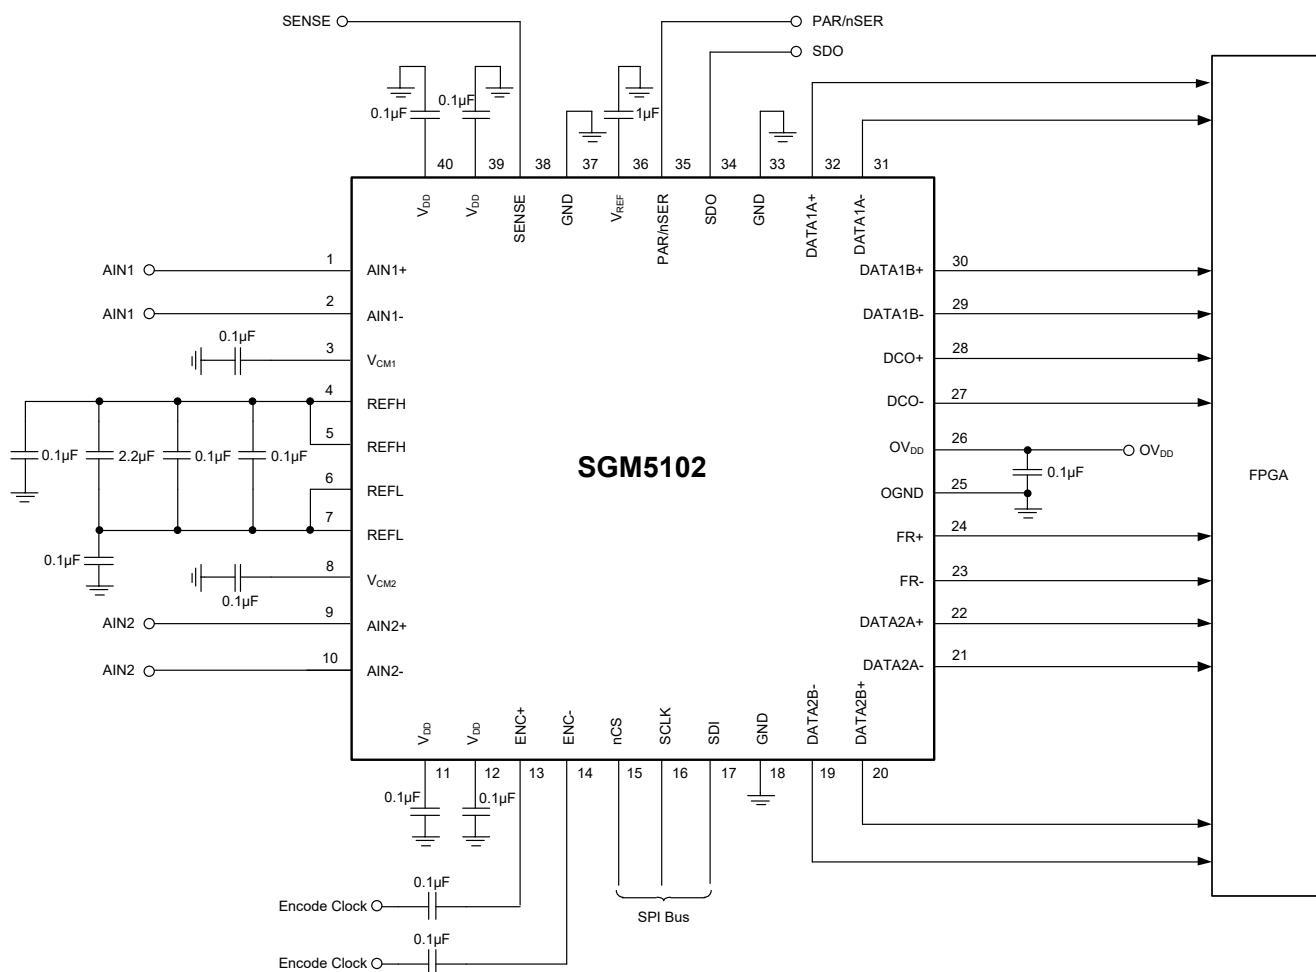 SENSE
PAR/nSER
SDO
0.1µF
0.1µF
1µF
40 39 38 37 36 35 34 33 32 31
VDD
VDD
SENSE
GND
VREF
PAR/nSER
SDO
GND
DATA1A+
DATA1A-
AIN1
1
AIN1+
AIN1
2
AIN1-
0.1µF
3
VCM1
4
REFH
5
REFH
0.1µF
2.2µF
0.1µF
0.1µF
6
REFL
7
REFL
0.1µF
8
VCM2
0.1µF
AIN2
9
AIN2+
AIN2
10
AIN2-
SGM5102
DATA1B+
30
DATA1B-
29
DCO+
28
DCO-
27
OVDD
26
OVDD
0.1µF
OGND
25
FR+
24
FR-
23
DATA2A+
22
DATA2A-
21
FPGA
VDD
VDD
ENC+
ENC-
nCS
SCLK
SDI
GND
DATA2B-
DATA2B+
11 12 13 14 15 16 17 18 19 20
0.1µF
0.1µF
0.1µF
Encode Clock
0.1µF
Encode Clock
SPI Bus